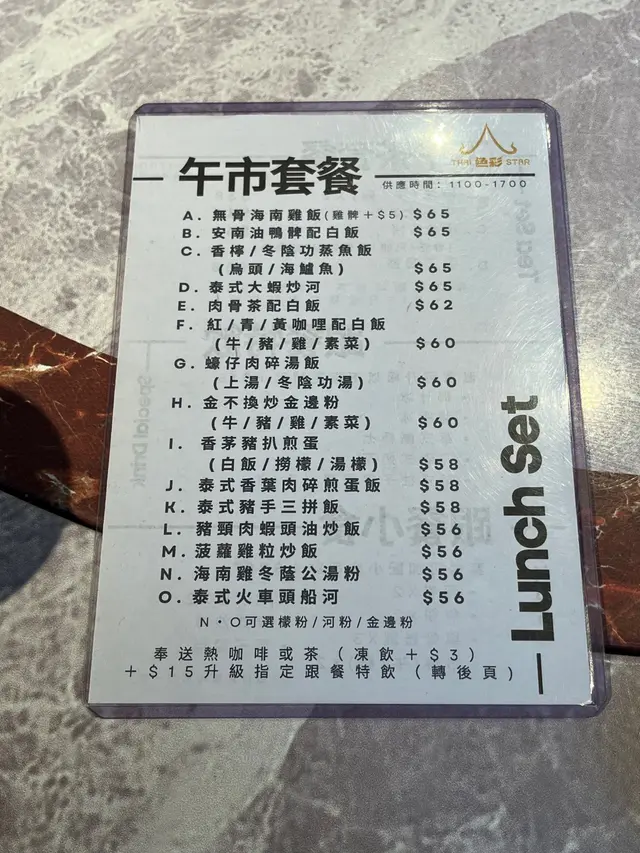 THAI 色彩 STAR
午市套餐
供應時間：1100-1700
A. 無骨海南雞飯(雞髀+$5) $65
B. 安南油鴨髀配白飯 $65
C. 香檸/冬陰功蒸魚飯
(烏頭/海鱸魚) $65
D. 泰式大蝦炒河 $65
E. 肉骨茶配白飯 $62
F. 紅/青/黃咖哩配白飯
(牛/豬/雞/素菜) $60
G. 蠔仔肉碎湯飯
(上湯/冬陰功湯) $60
H. 金不換炒金邊粉
(牛/豬/雞/素菜) $60
I. 香茅豬扒煎蛋
(白飯/撈檬/湯檬) $58
J. 泰式香葉肉碎煎蛋飯 $58
K. 泰式豬手三拼飯 $58
L. 豬頸肉蝦頭油炒飯 $56
M. 菠蘿雞粒炒飯 $56
N. 海南雞冬蔭公湯粉 $56
O. 泰式火車頭船河 $56
N・O可選檬粉/河粉/金邊粉
奉送熱咖啡或茶(凍飲+$3)
+$15升級指定跟餐特飲(轉後頁)
Lunch Set